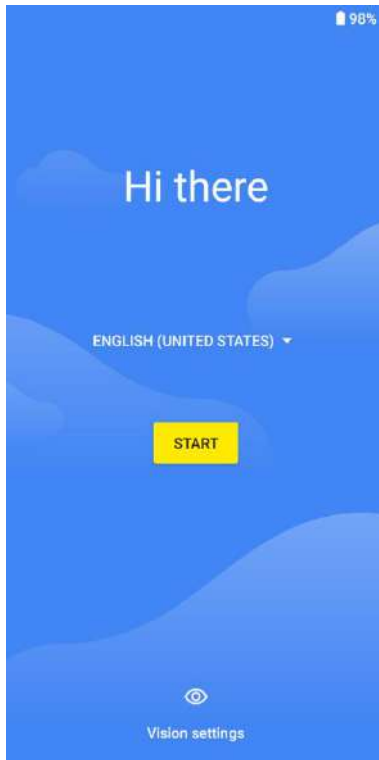 98%
Hi there
ENGLISH (UNITED STATES)
START
Vision settings